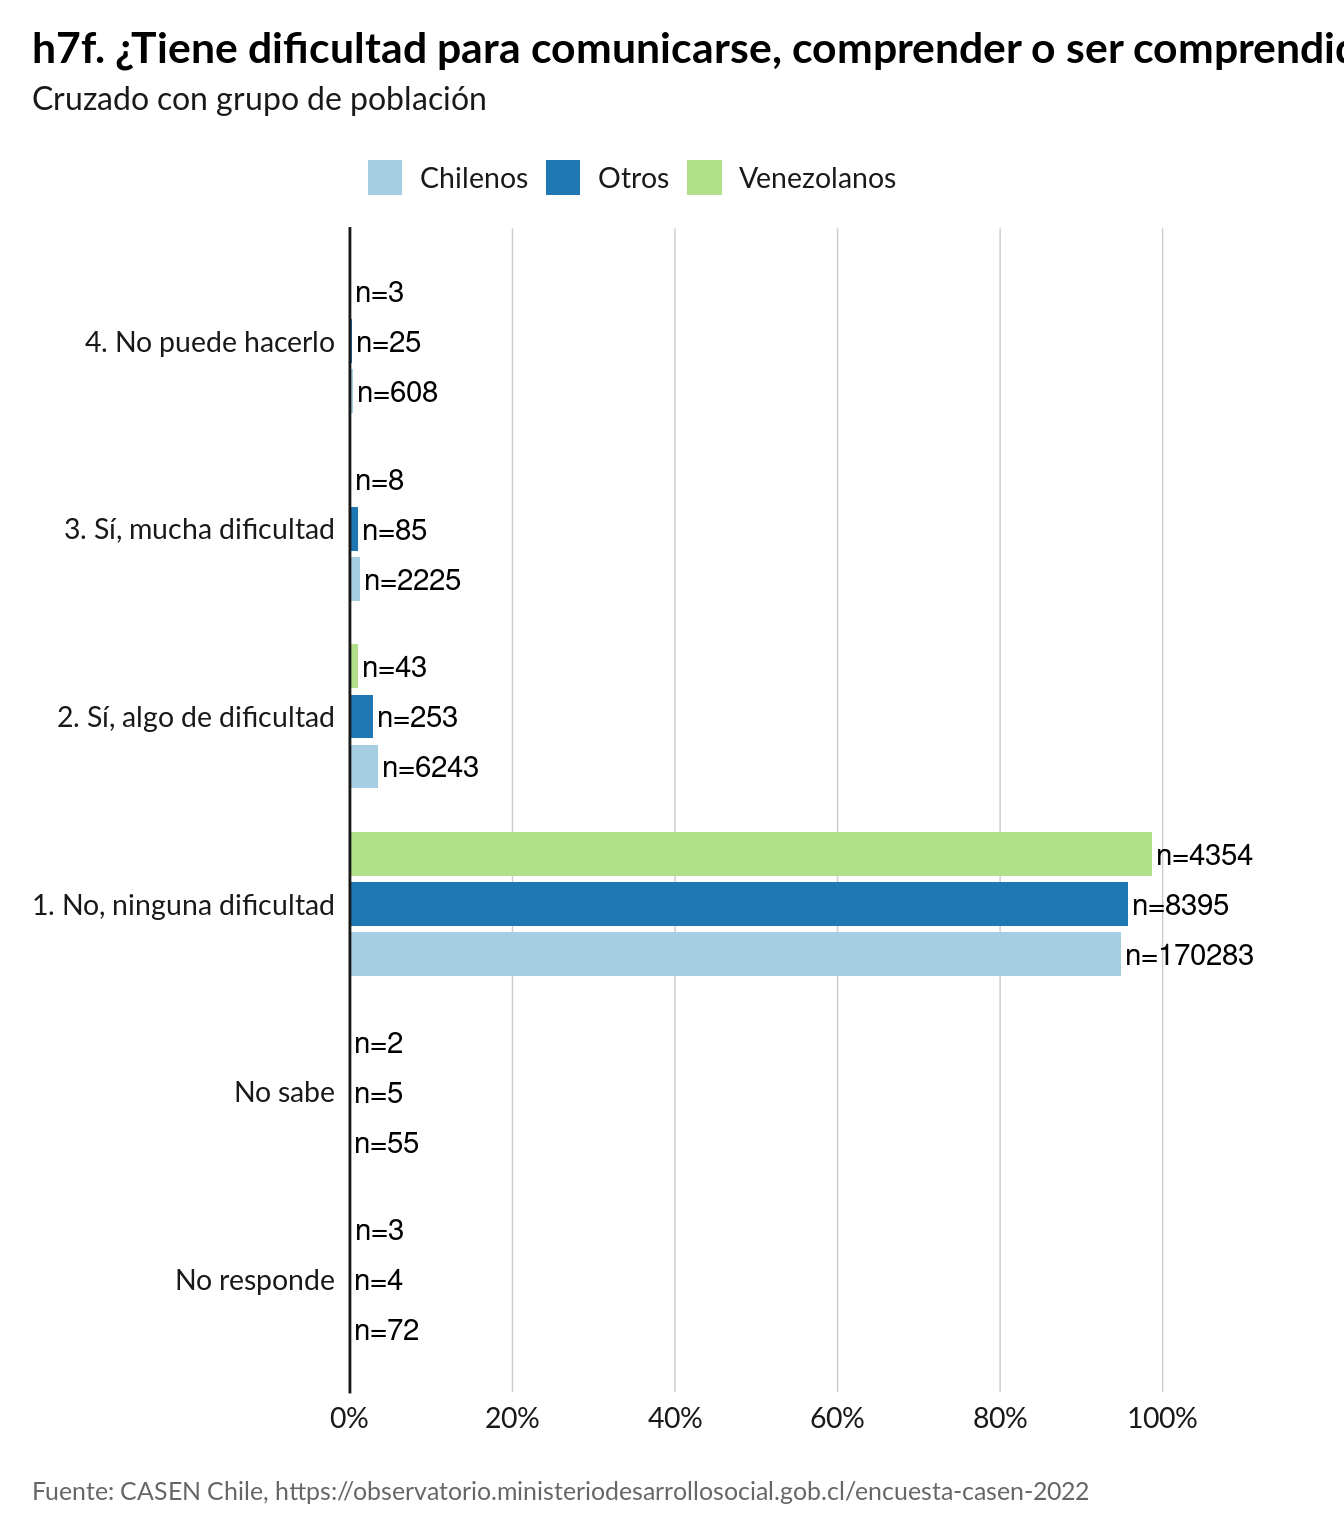 h7f. ¿Tiene dificultad para comunicarse, comprender o ser
Cruzado con grupo de población
Chilenos Otros Venezolanos
n=3
4. No puede hacerlo n=25
n=608
n=8
3. Sí, mucha dificultad n=85
n=2225
n=43
2. Sí, algo de dificultad n=253
n=6243
n=4354
1. No, ninguna dificultad n=8395
n=170283
n=2
No sabe n=5
n=55
n=3
No responde n=4
n=72
0% 20% 40% 60% 80% 100%
Fuente: CASEN Chile, https://observatorio.ministeriodesarrollosocial.gob.cl/encuesta-casen-2022